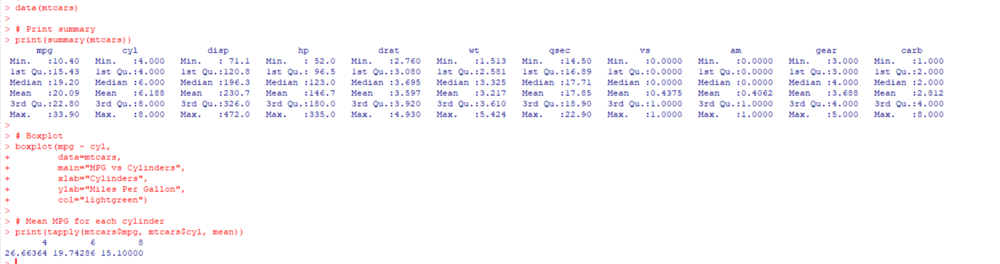 > data(mtcars)
>
> # Print summary
> print(summary(mtcars))
      mpg             cyl             disp             hp             drat             wt             qsec             vs               am              gear            carb
 Min.   :10.40   Min.   :4.000   Min.   : 71.1   Min.   : 52.0   Min.   :2.760   Min.   :1.513   Min.   :14.50   Min.   :0.0000   Min.   :0.0000   Min.   :3.000   Min.   :1.000
 1st Qu.:15.43   1st Qu.:4.000   1st Qu.:120.8   1st Qu.: 96.5   1st Qu.:3.080   1st Qu.:2.581   1st Qu.:16.89   1st Qu.:0.0000   1st Qu.:0.0000   1st Qu.:3.000   1st Qu.:2.000
 Median :19.20   Median :6.000   Median :196.3   Median :123.0   Median :3.695   Median :3.325   Median :17.71   Median :0.0000   Median :0.0000   Median :4.000   Median :2.000
 Mean   :20.09   Mean   :6.188   Mean   :230.7   Mean   :146.7   Mean   :3.597   Mean   :3.217   Mean   :17.85   Mean   :0.4375   Mean   :0.4062   Mean   :3.688   Mean   :2.812
 3rd Qu.:22.80   3rd Qu.:8.000   3rd Qu.:326.0   3rd Qu.:180.0   3rd Qu.:3.920   3rd Qu.:3.610   3rd Qu.:18.90   3rd Qu.:1.0000   3rd Qu.:1.0000   3rd Qu.:4.000   3rd Qu.:4.000
 Max.   :33.90   Max.   :8.000   Max.   :472.0   Max.   :335.0   Max.   :4.930   Max.   :5.424   Max.   :22.90   Max.   :1.0000   Max.   :1.0000   Max.   :5.000   Max.   :8.000
>
> # Boxplot
> boxplot(mpg ~ cyl,
+         data=mtcars,
+         main="MPG vs Cylinders",
+         xlab="Cylinders",
+         ylab="Miles Per Gallon",
+         col="lightgreen")
>
> # Mean MPG for each cylinder
> print(tapply(mtcars$mpg, mtcars$cyl, mean))
       4        6        8
26.66364 19.74286 15.10000
>